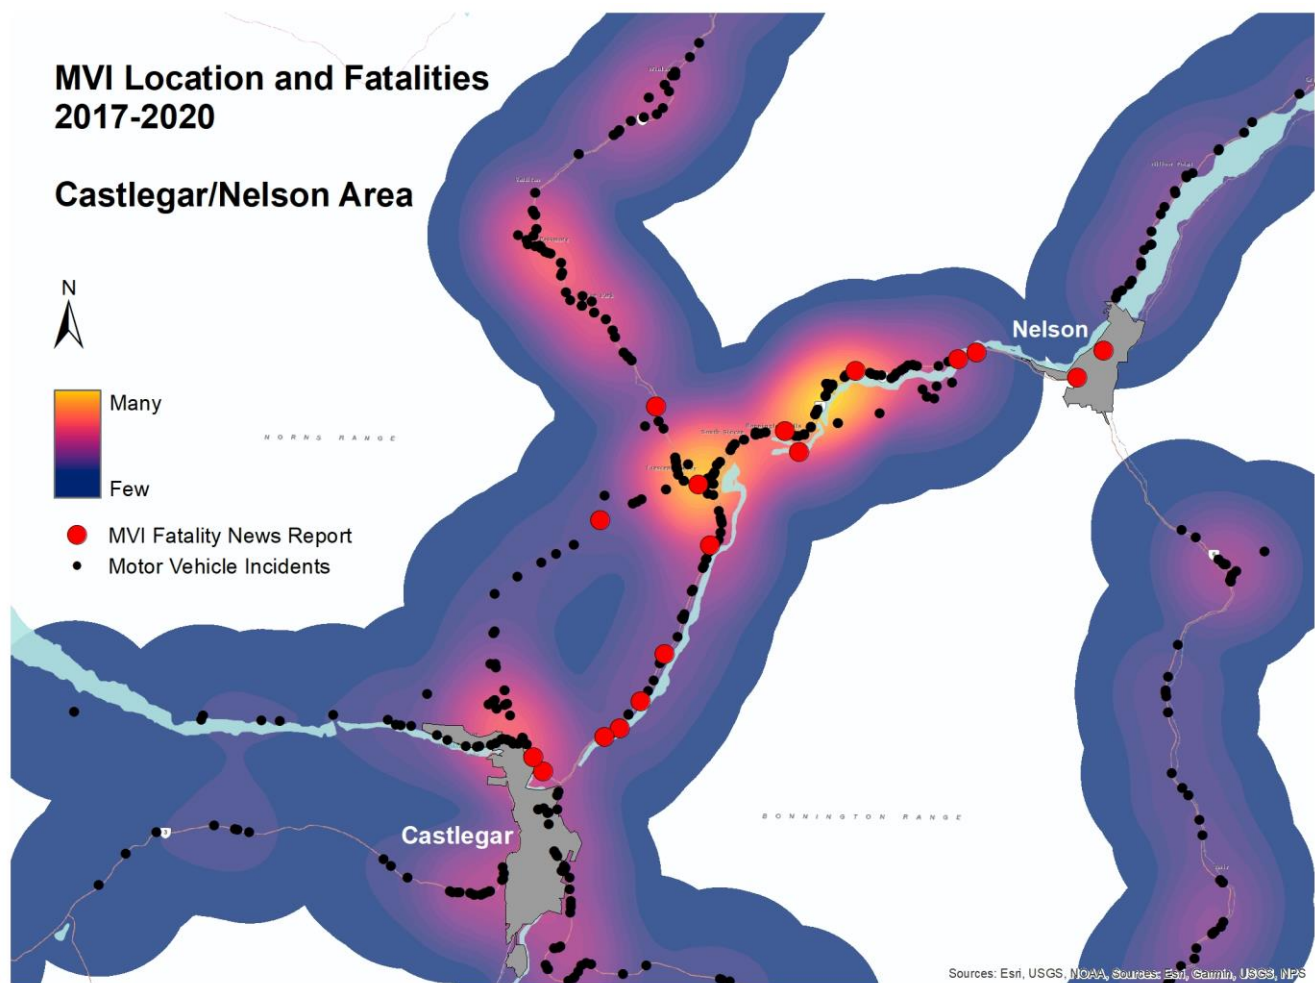 MVI Location and Fatalities
2017-2020
Castlegar/Nelson Area
N
Many
Few
MVI Fatality News Report
Motor Vehicle Incidents
NORNS RANGE
Nelson
Castlegar
3
BONNINGTON RANGE
Sources: Esri, USGS, NOAA, Sources: Esri, Garmin, USGS, NPS